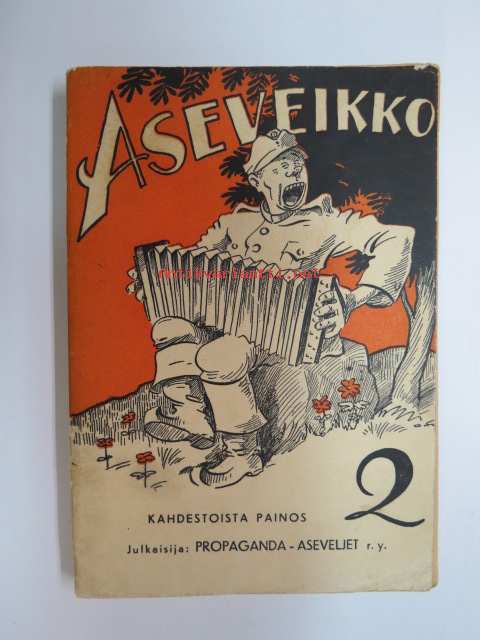 ASEVEIKKO
KAHDESTOISTA PAINOS
2
Julkaisija: PROPAGANDA - ASEVELJET r. y.